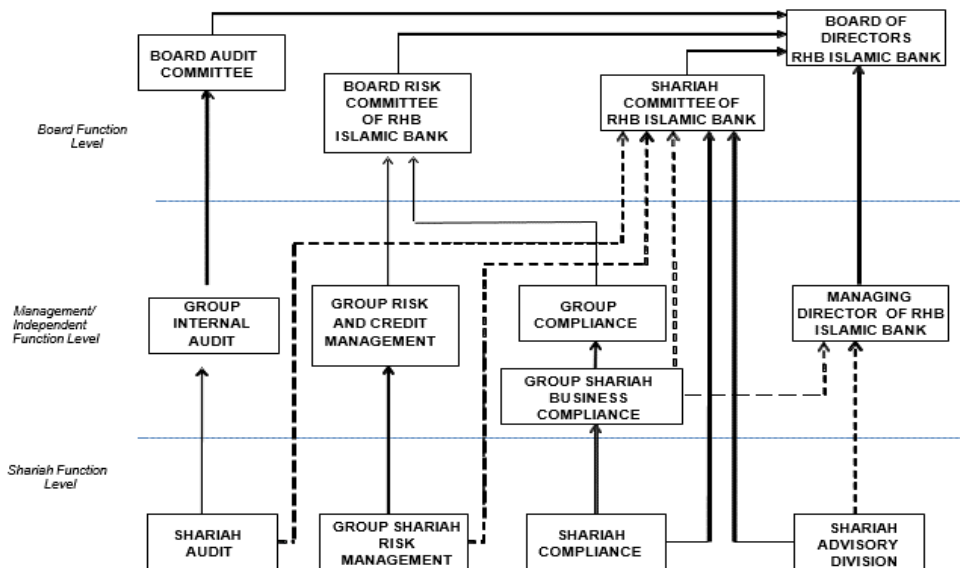 BOARD AUDIT
COMMITTEE
BOARD RISK
COMMITTEE
OF RHB
ISLAMIC BANK
SHARIAH
COMMITTEE OF
RHB ISLAMIC BANK
BOARD OF
DIRECTORS
RHB ISLAMIC BANK
Board Function
Level
Management/
Independent
Function Level
GROUP
INTERNAL
AUDIT
GROUP RISK
AND CREDIT
MANAGEMENT
GROUP
COMPLIANCE
MANAGING
DIRECTOR OF RHB
ISLAMIC BANK
GROUP SHARIAH
BUSINESS
COMPLIANCE
Shariah Function
Level
SHARIAH
AUDIT
GROUP SHARIAH
RISK
MANAGEMENT
SHARIAH
COMPLIANCE
SHARIAH
ADVISORY
DIVISION